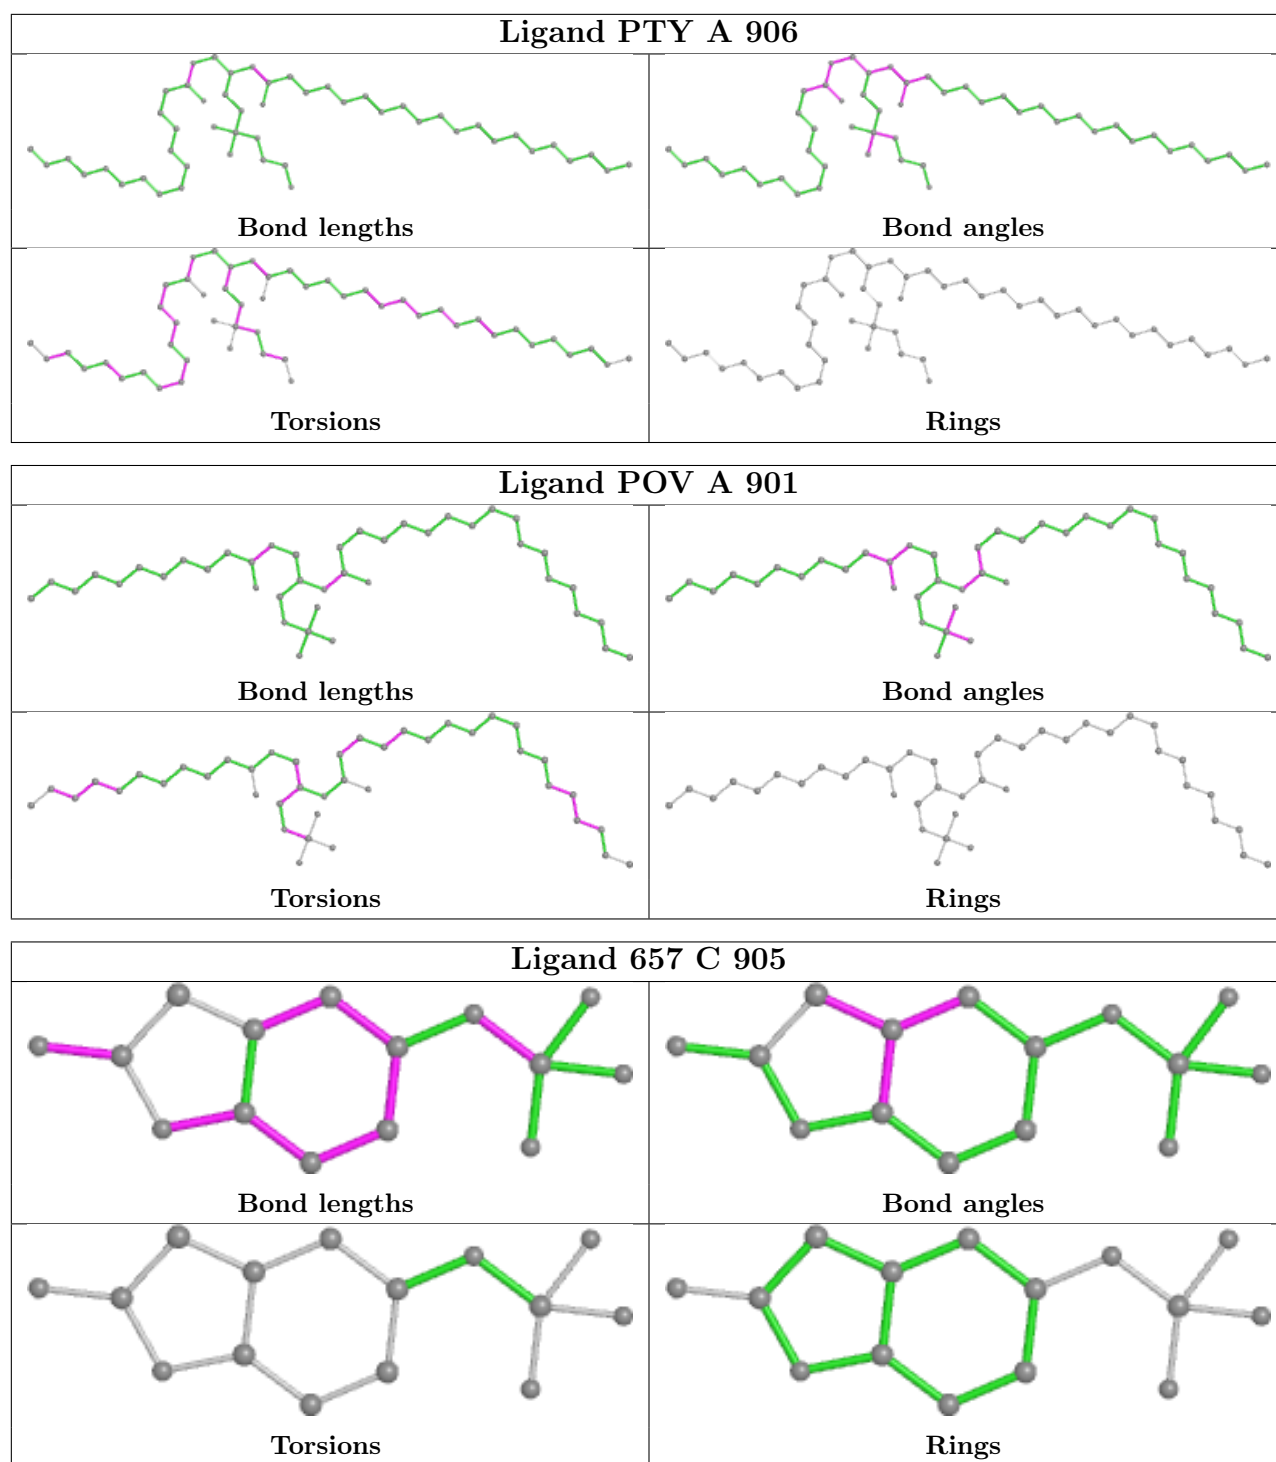 Ligand PTY A 906
Bond lengths
Bond angles
Torsions
Rings
Ligand POV A 901
Bond lengths
Bond angles
Torsions
Rings
Ligand 657 C 905
Bond lengths
Bond angles
Torsions
Rings